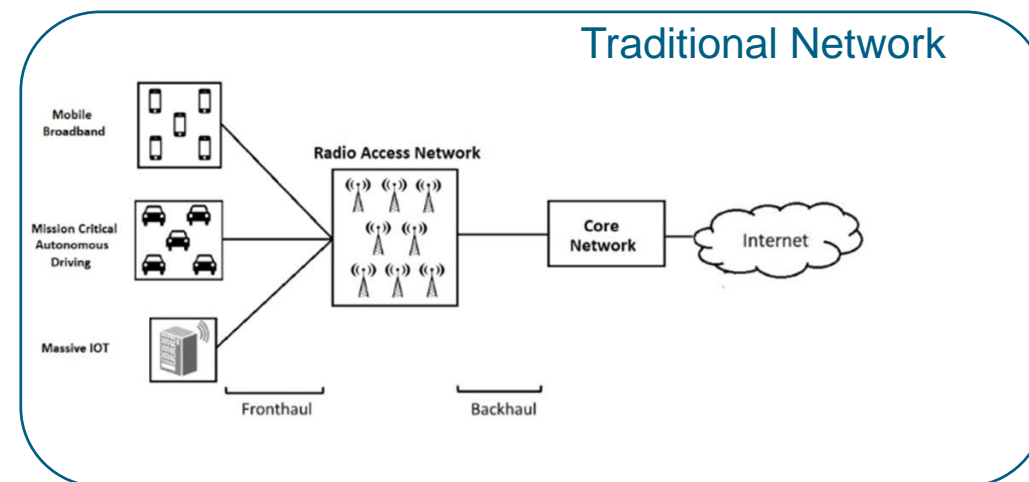 Traditional Network
Mobile
Broadband
Radio Access Network
Mission Critical
Autonomous
Driving
Core
Network
Internet
Massive IOT
Fronthaul
Backhaul